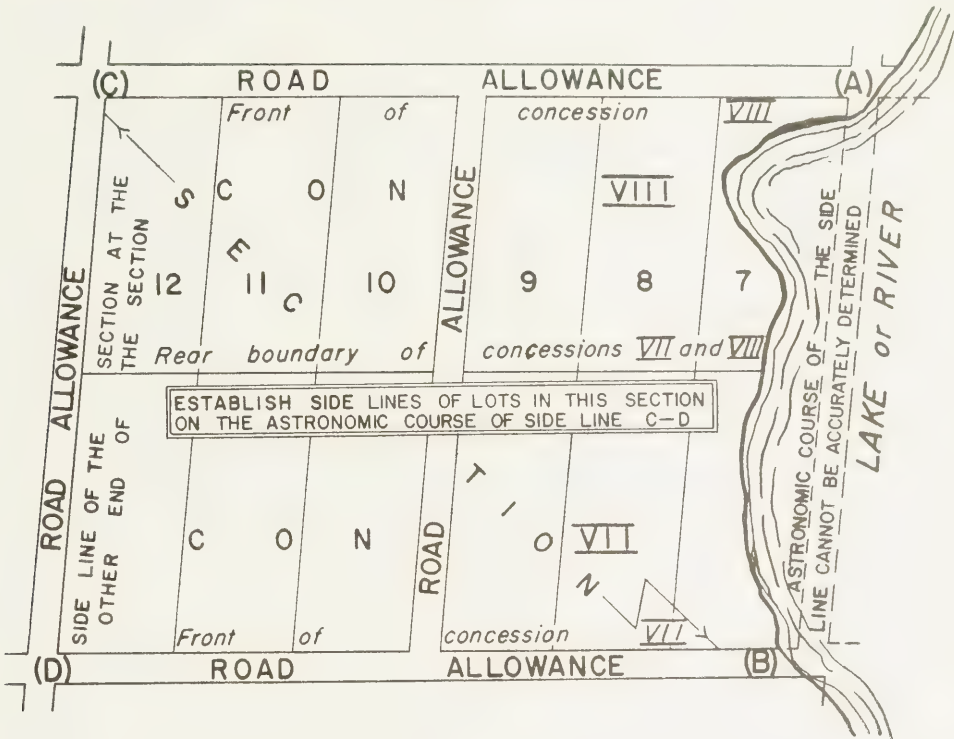 (C) ROAD ALLOWANCE (A)
Front of concession VIII
S E C T I O N
C O N VIII
12 11 10 9 8 7
ROAD ALLOWANCE
SECTION AT THE
THE SECTION
ROAD ALLOWANCE
Rear boundary of concessions VII and VIII
ESTABLISH SIDE LINES OF LOTS IN THIS SECTION
ON THE ASTRONOMIC COURSE OF SIDE LINE C-D
ASTRONOMIC COURSE OF THE SIDE
LINE CANNOT BE ACCURATELY DETERMINED
LAKE or RIVER
SIDE LINE OF THE
OTHER END OF
C O N VII
Front of concession VII
(D) ROAD ALLOWANCE (B)